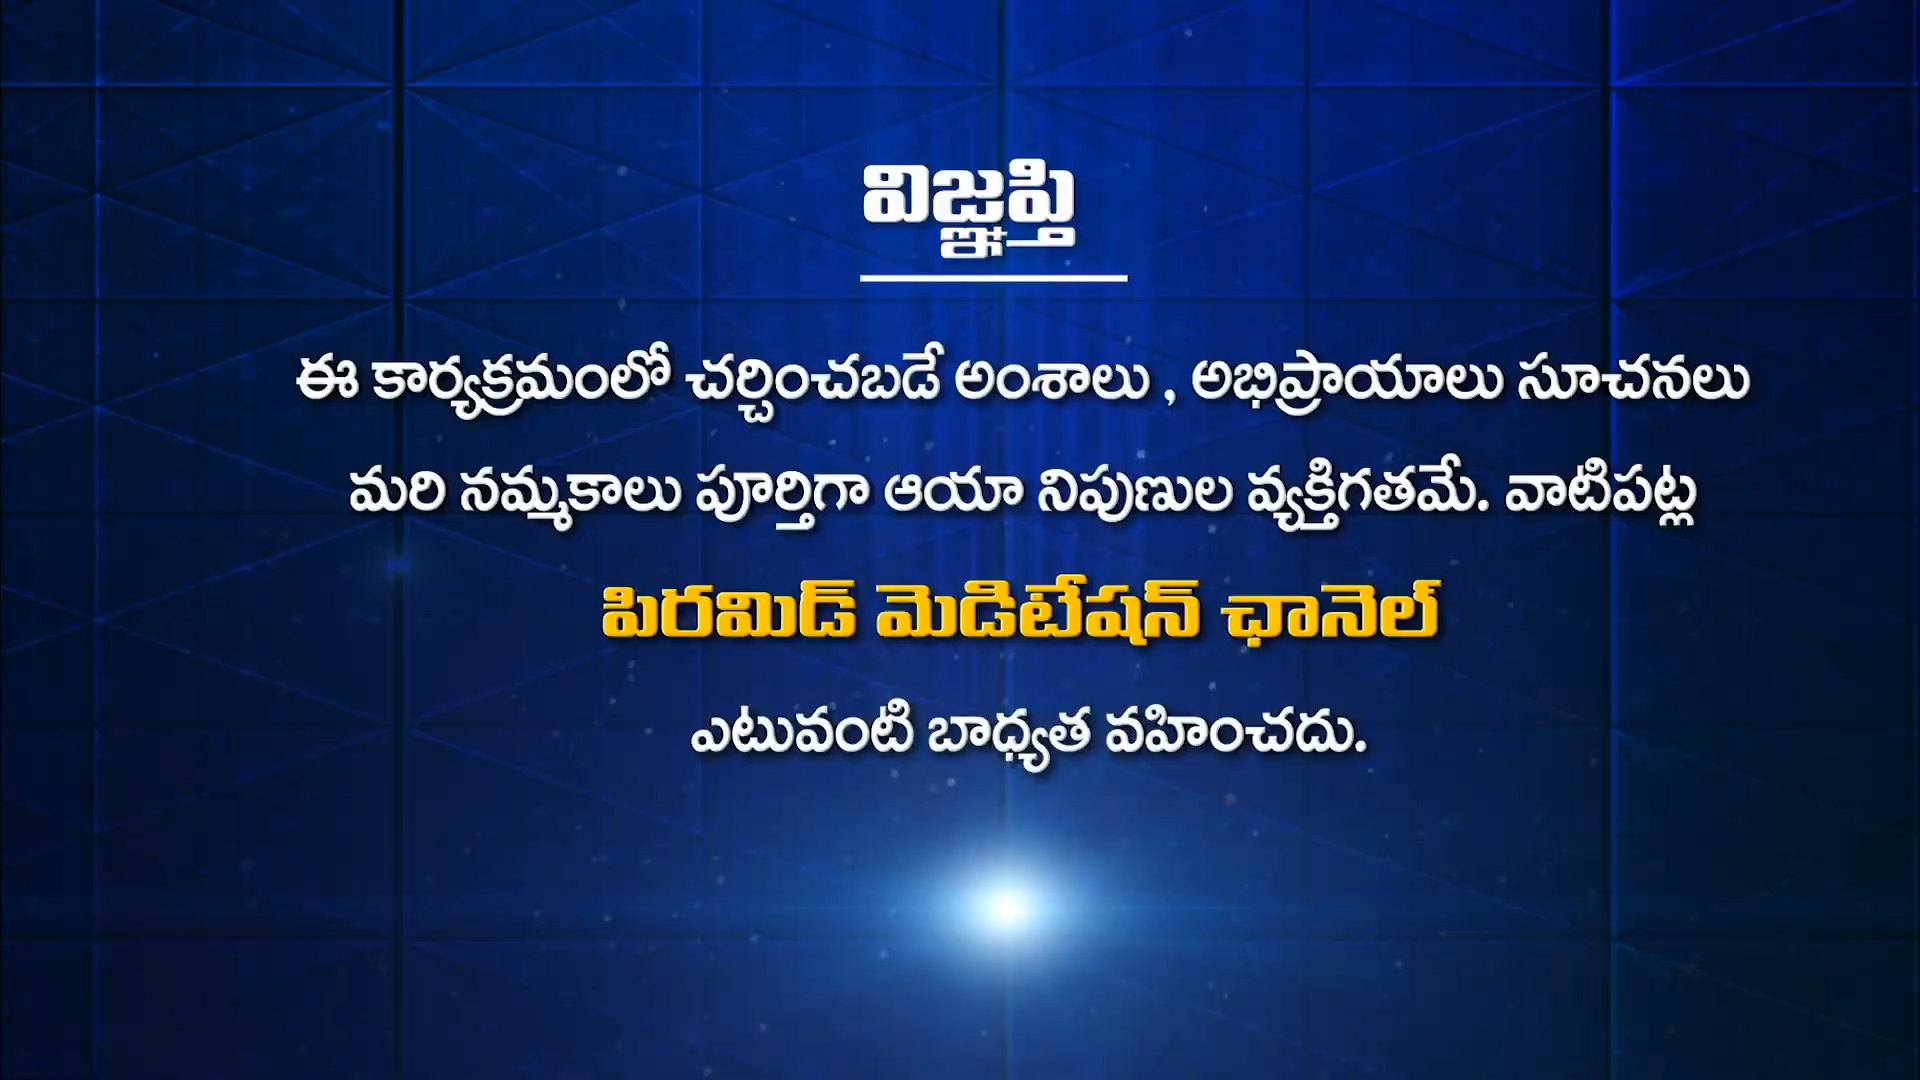 విజ్ఞప్తి
ఈ కార్యక్రమంలో చర్చించబడే అంశాలు , అభిప్రాయాలు సూచనలు
మరి నమ్మకాలు పూర్తిగా ఆయా నిపుణుల వ్యక్తిగతమే. వాటిపట్ల
పిరమిడ్ మెడిటేషన్ ఛానెల్
ఎటువంటి బాధ్యత వహించదు.